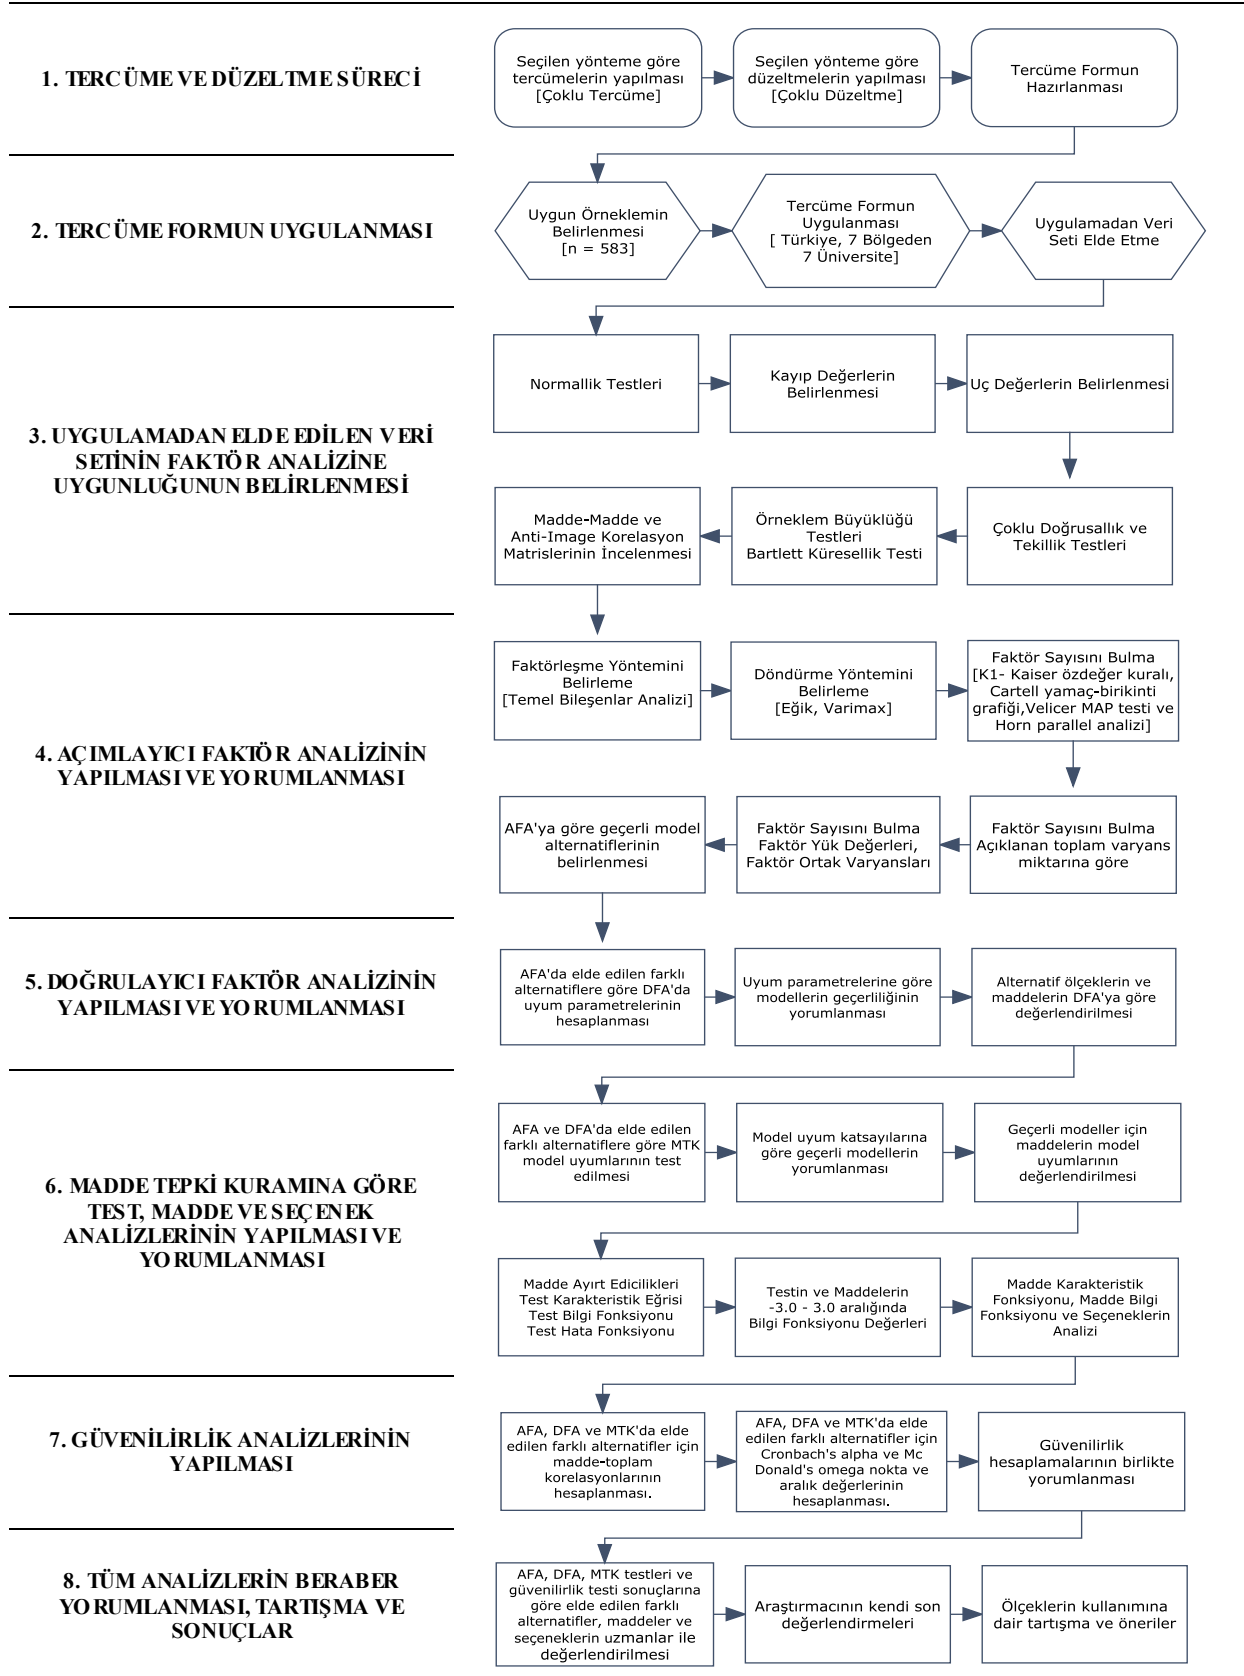 1. TERCÜME VE DÜZELTME SÜRECİ
Seçilen yönteme göre
tercümelerin yapılması
[Çoklu Tercüme]
Seçilen yönteme göre
düzeltmelerin yapılması
[Çoklu Düzeltme]
Tercüme Formun
Hazırlanması
2. TERCÜME FORMUN UYGULANMASI
Uygun Örneklemin
Belirlenmesi
[n = 583]
Tercüme Formun
Uygulanması
[ Türkiye, 7 Bölgeden
7 Üniversite]
Uygulamadan Veri
Seti Elde Etme
3. UYGULAMADAN ELDE EDİLEN VERİ
SETİNİN FAKTÖR ANALİZİNE
UYGUNLUĞUNUN BELİRLENMESİ
Normallik Testleri
Kayıp Değerlerin
Belirlenmesi
Uç Değerlerin Belirlenmesi
Madde-Madde ve
Anti-Image Korelasyon
Matrislerinin İncelenmesi
Örneklem Büyüklüğü
Testleri
Bartlett Küresellik Testi
Çoklu Doğrusallık ve
Tekillik Testleri
4. AÇIMLAYICI FAKTÖR ANALİZİNİN
YAPILMASI VE YORUMLANMASI
Faktörleşme Yöntemini
Belirleme
[Temel Bileşenlar Analizi]
Döndürme Yöntemini
Belirleme
[Eğik, Varimax]
Faktör Sayısını Bulma
[K1- Kaiser özdeğer kuralı,
Cartell yamaç-birikinti
grafiği,Velicer MAP testi ve
Horn parallel analizi]
AFA'ya göre geçerli model
alternatiflerinin
belirlenmesi
Faktör Sayısını Bulma
Faktör Yük Değerleri,
Faktör Ortak Varyansları
Faktör Sayısını Bulma
Açıklanan toplam varyans
miktarına göre
5. DOĞRULAYICI FAKTÖR ANALİZİNİN
YAPILMASI VE YORUMLANMASI
AFA'da elde edilen farklı
alternatiflere göre DFA'da
uyum parametrelerinin
hesaplanması
Uyum parametrelerine göre
modellerin geçerliliğinin
yorumlanması
Alternatif ölçeklerin ve
maddelerin DFA'ya göre
değerlendirilmesi
6. MADDE TEPKİ KURAMINA GÖRE
TEST, MADDE VE SEÇENEK
ANALİZLERİNİN YAPILMASI VE
YORUMLANMASI
AFA ve DFA'da elde edilen
farklı alternatiflere göre MTK
model uyumlarının test
edilmesi
Model uyum katsayılarına
göre geçerli modellerin
yorumlanması
Geçerli modeller için
maddelerin model
uyumlarının
değerlendirilmesi
Madde Ayırt Edicilikleri
Test Karakteristik Eğrisi
Test Bilgi Fonksiyonu
Test Hata Fonksiyonu
Testin ve Maddelerin
-3.0 - 3.0 aralığında
Bilgi Fonksiyonu Değerleri
Madde Karakteristik
Fonksiyonu, Madde Bilgi
Fonksiyonu ve Seçeneklerin
Analizi
7. GÜVENİLİRLİK ANALİZLERİNİN
YAPILMASI
AFA, DFA ve MTK'da elde
edilen farklı alternatifler için
madde-toplam
korelasyonlarının
hesaplanması.
AFA, DFA ve MTK'da elde
edilen farklı alternatifler için
Cronbach's alpha ve Mc
Donald's omega nokta ve
aralık değerlerinin
hesaplanması.
Güvenilirlik
hesaplamalarının birlikte
yorumlanması
8. TÜM ANALİZLERİN BERABER
YORUMLANMASI, TARTIŞMA VE
SONUÇLAR
AFA, DFA, MTK testleri ve
güvenilirlik testi sonuçlarına
göre elde edilen farklı
alternatifler, maddeler ve
seçeneklerin uzmanlar ile
değerlendirilmesi
Araştırmacının kendi son
değerlendirmeleri
Ölçeklerin kullanımına
dair tartışma ve öneriler